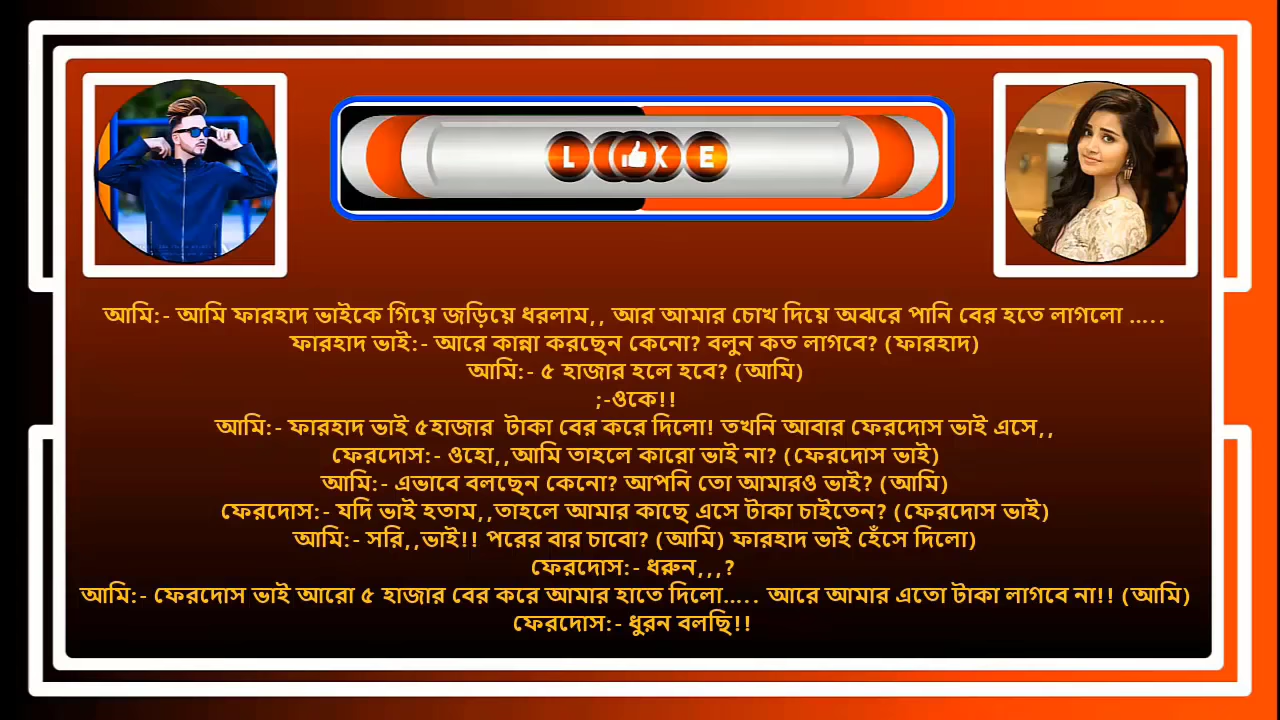 LIKE
আমি:- আমি ফারহাদ ভাইকে গিয়ে জড়িয়ে ধরলাম,, আর আমার চোখ দিয়ে অঝরে পানি বের হতে লাগলো .....
ফারহাদ ভাই:- আরে কান্না করছেন কেনো? বলুন কত লাগবে? (ফারহাদ)
আমি:- ৫ হাজার হলে হবে? (আমি)
;-ওকে!!
আমি:- ফারহাদ ভাই ৫হাজার টাকা বের করে দিলো! তখনি আবার ফেরদোস ভাই এসে,,
ফেরদোস:- ওহো,,আমি তাহলে কারো ভাই না? (ফেরদোস ভাই)
আমি:- এভাবে বলছেন কেনো? আপনি তো আমারও ভাই? (আমি)
ফেরদোস:- যদি ভাই হতাম,,তাহলে আমার কাছে এসে টাকা চাইতেন? (ফেরদোস ভাই)
আমি:- সরি,,ভাই!! পরের বার চাবো? (আমি) ফারহাদ ভাই হেঁসে দিলো)
ফেরদোস:- ধরুন,,,?
আমি:- ফেরদোস ভাই আরো ৫ হাজার বের করে আমার হাতে দিলো..... আরে আমার এতো টাকা লাগবে না!! (আমি)
ফেরদোস:- ধুরন বলছি!!